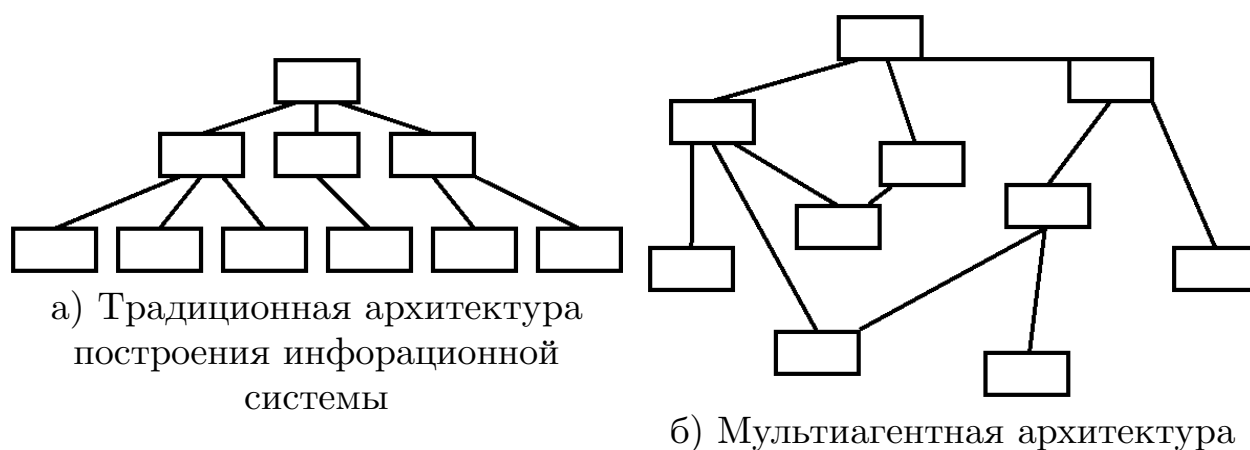 а) Традиционная архитектура
построения инфорационной
системы
б) Мультиагентная архитектура